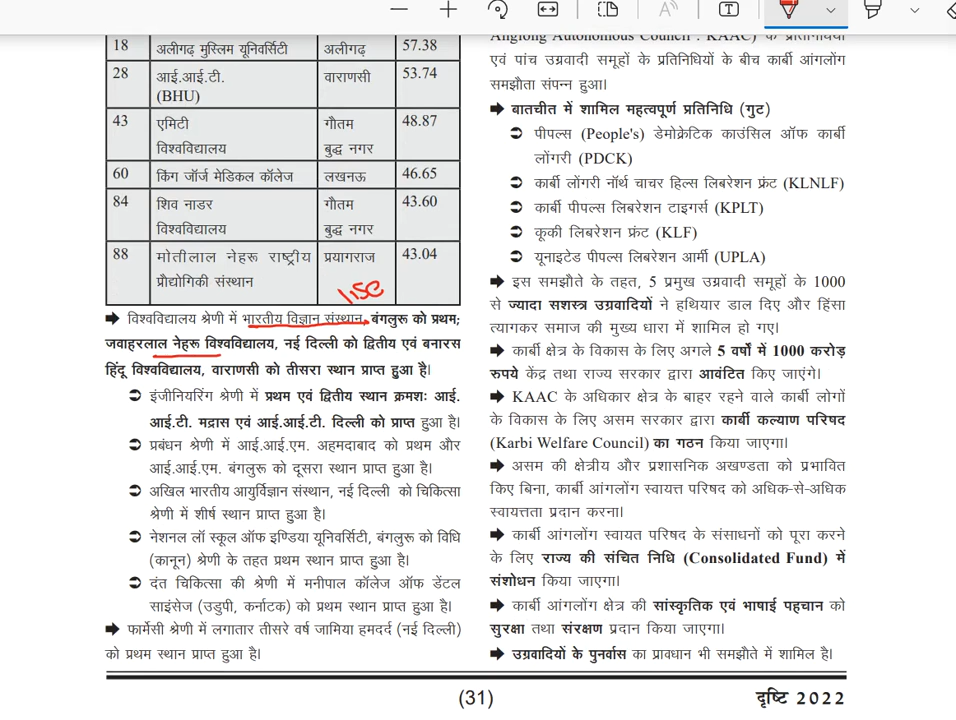 18 अलीगढ़ मुस्लिम यूनिवर्सिटी अलीगढ़ 57.38
28 आई.आई.टी. वाराणसी 53.74
(BHU)
43 एमिटी गौतम 48.87
विश्वविद्यालय बुद्ध नगर
60 किंग जॉर्ज मेडिकल कॉलेज लखनऊ 46.65
84 शिव नाडर गौतम 43.60
विश्वविद्यालय बुद्ध नगर
88 मोतीलाल नेहरू राष्ट्रीय प्रयागराज 43.04
प्रौद्योगिकी संस्थान
IISC
➡ विश्वविद्यालय श्रेणी में भारतीय विज्ञान संस्थान, बंगलुरू को प्रथम;
जवाहरलाल नेहरू विश्वविद्यालय, नई दिल्ली को द्वितीय एवं बनारस
हिंदू विश्वविद्यालय, वाराणसी को तीसरा स्थान प्राप्त हुआ है।
➲ इंजीनियरिंग श्रेणी में प्रथम एवं द्वितीय स्थान क्रमशः आई.
आई.टी. मद्रास एवं आई.आई.टी. दिल्ली को प्राप्त हुआ है।
➲ प्रबंधन श्रेणी में आई.आई.एम. अहमदाबाद को प्रथम और
आई.आई.एम. बंगलुरू को दूसरा स्थान प्राप्त हुआ है।
➲ अखिल भारतीय आयुर्विज्ञान संस्थान, नई दिल्ली को चिकित्सा
श्रेणी में शीर्ष स्थान प्राप्त हुआ है।
➲ नेशनल लॉ स्कूल ऑफ इण्डिया यूनिवर्सिटी, बंगलुरू को विधि
(कानून) श्रेणी के तहत प्रथम स्थान प्राप्त हुआ है।
➲ दंत चिकित्सा की श्रेणी में मनीपाल कॉलेज ऑफ डेंटल
साइंसेज (उडुपी, कर्नाटक) को प्रथम स्थान प्राप्त हुआ है।
➡ फार्मेसी श्रेणी में लगातार तीसरे वर्ष जामिया हमदर्द (नई दिल्ली)
को प्रथम स्थान प्राप्त हुआ है।
Anglong Autonomous Council : KAAC) के प्रतिनिधियों
एवं पांच उग्रवादी समूहों के प्रतिनिधियों के बीच कार्बी आंगलोंग
समझौता संपन्न हुआ।
➡ बातचीत में शामिल महत्वपूर्ण प्रतिनिधि (गुट)
➲ पीपल्स (People's) डेमोक्रेटिक काउंसिल ऑफ कार्बी
लोंगरी (PDCK)
➲ कार्बी लोंगरी नॉर्थ चाचर हिल्स लिबरेशन फ्रंट (KLNLF)
➲ कार्बी पीपल्स लिबरेशन टाइगर्स (KPLT)
➲ कूकी लिबरेशन फ्रंट (KLF)
➲ यूनाइटेड पीपल्स लिबरेशन आर्मी (UPLA)
➡ इस समझौते के तहत, 5 प्रमुख उग्रवादी समूहों के 1000
से ज्यादा सशस्त्र उग्रवादियों ने हथियार डाल दिए और हिंसा
त्यागकर समाज की मुख्य धारा में शामिल हो गए।
➡ कार्बी क्षेत्र के विकास के लिए अगले 5 वर्षों में 1000 करोड़
रुपये केंद्र तथा राज्य सरकार द्वारा आवंटित किए जाएंगे।
➡ KAAC के अधिकार क्षेत्र के बाहर रहने वाले कार्बी लोगों
के विकास के लिए असम सरकार द्वारा कार्बी कल्याण परिषद
(Karbi Welfare Council) का गठन किया जाएगा।
➡ असम की क्षेत्रीय और प्रशासनिक अखण्डता को प्रभावित
किए बिना, कार्बी आंगलोंग स्वायत्त परिषद को अधिक-से-अधिक
स्वायत्तता प्रदान करना।
➡ कार्बी आंगलोंग स्वायत परिषद के संसाधनों को पूरा करने
के लिए राज्य की संचित निधि (Consolidated Fund) में
संशोधन किया जाएगा।
➡ कार्बी आंगलोंग क्षेत्र की सांस्कृतिक एवं भाषाई पहचान को
सुरक्षा तथा संरक्षण प्रदान किया जाएगा।
➡ उग्रवादियों के पुनर्वास का प्रावधान भी समझौते में शामिल है।
(31)
दृष्टि 2022